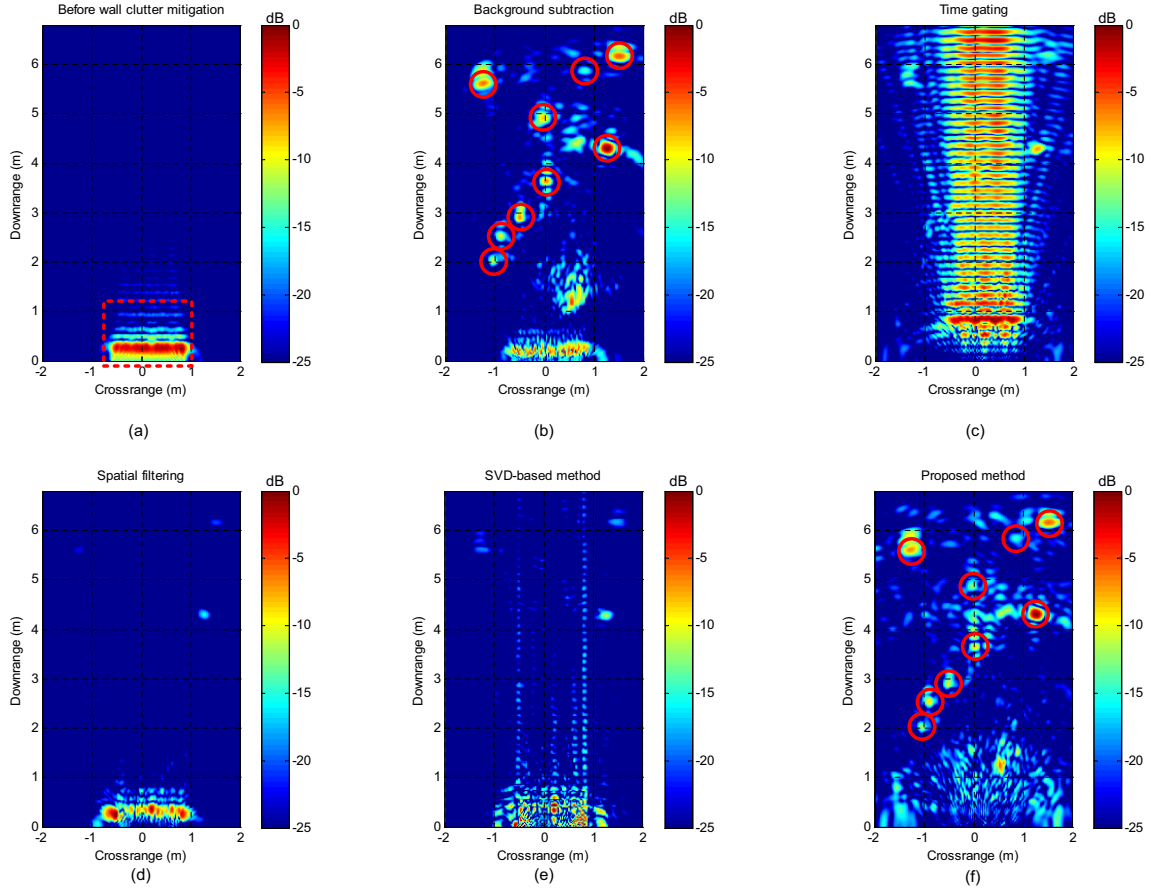 Before wall clutter mitigation
dB
0
-5
-10
-15
-20
-25
6
5
4
3
2
1
0
Downrange (m)
-2 -1 0 1 2
Crossrange (m)
(a)
Background subtraction
dB
0
-5
-10
-15
-20
-25
6
5
4
3
2
1
0
Downrange (m)
-2 -1 0 1 2
Crossrange (m)
(b)
Time gating
dB
0
-5
-10
-15
-20
-25
6
5
4
3
2
1
0
Downrange (m)
-2 -1 0 1 2
Crossrange (m)
(c)
Spatial filtering
dB
0
-5
-10
-15
-20
-25
6
5
4
3
2
1
0
Downrange (m)
-2 -1 0 1 2
Crossrange (m)
(d)
SVD-based method
dB
0
-5
-10
-15
-20
-25
6
5
4
3
2
1
0
Downrange (m)
-2 -1 0 1 2
Crossrange (m)
(e)
Proposed method
dB
0
-5
-10
-15
-20
-25
6
5
4
3
2
1
0
Downrange (m)
-2 -1 0 1 2
Crossrange (m)
(f)